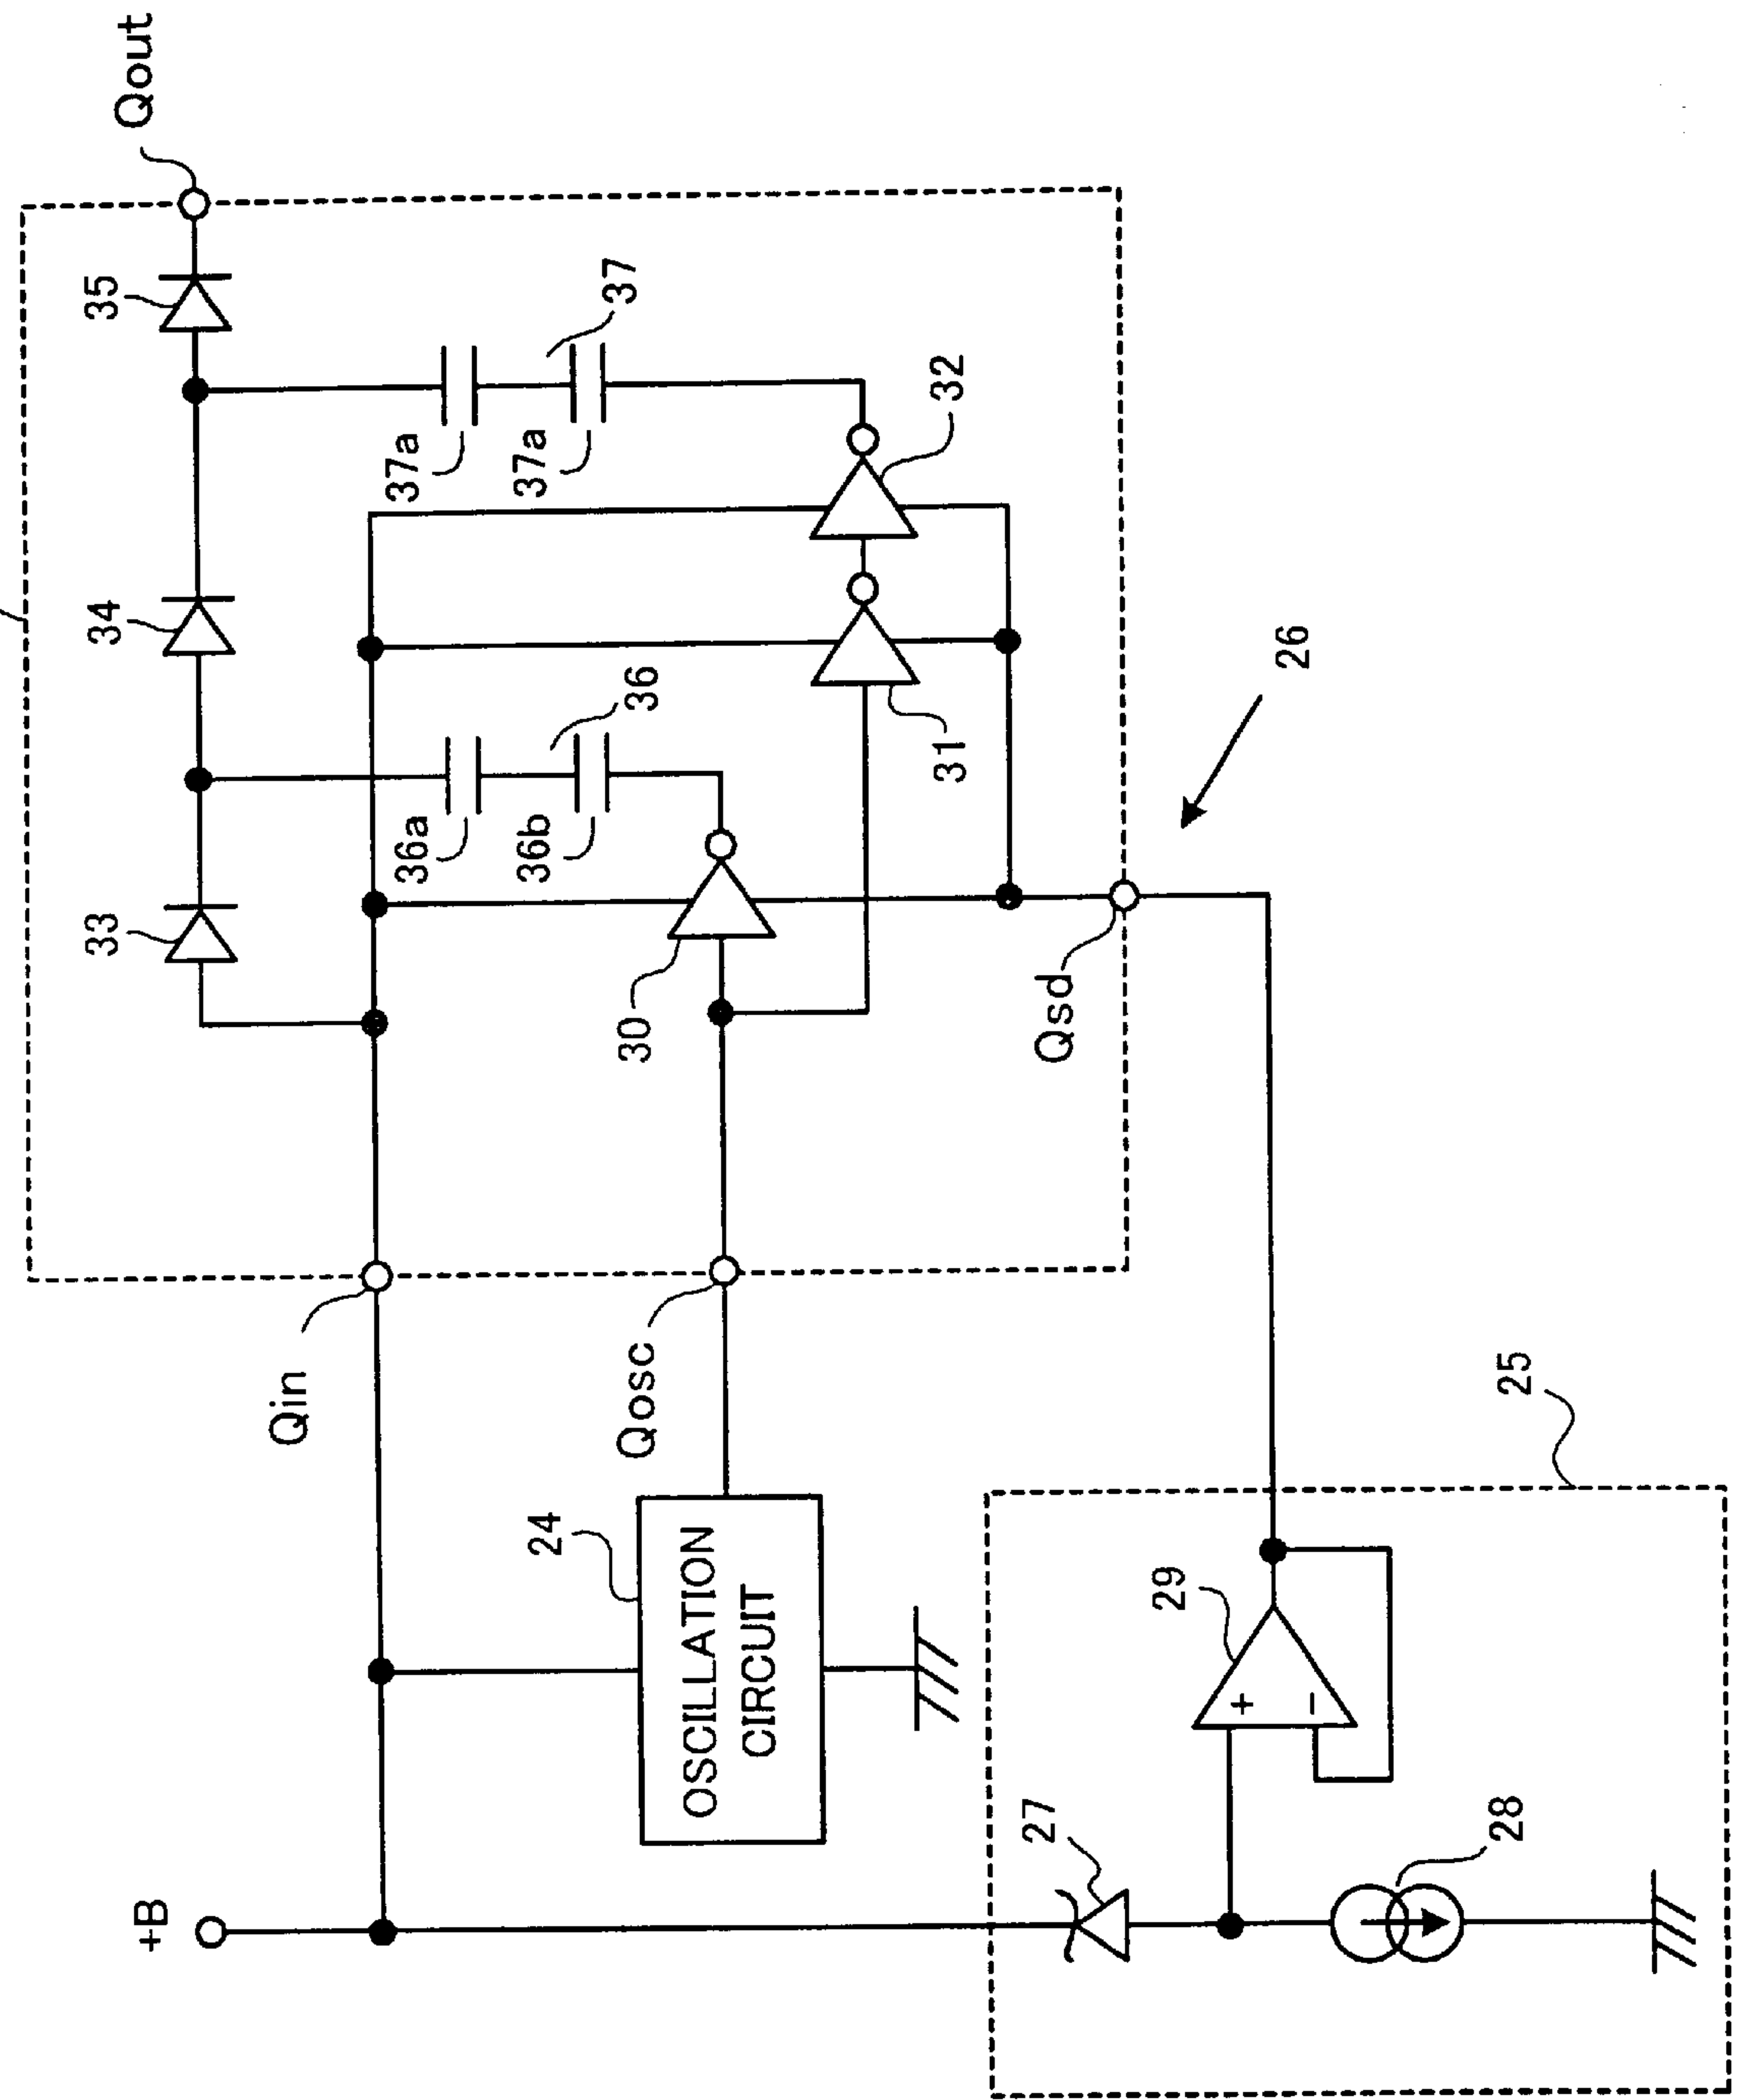 +B
Qin
Qosc
Qsd
Qout
24
OSCILLATION
CIRCUIT
25
26
27
28
29
+
−
30
31
32
33
34
35
36
36a
36b
37
37a
37a